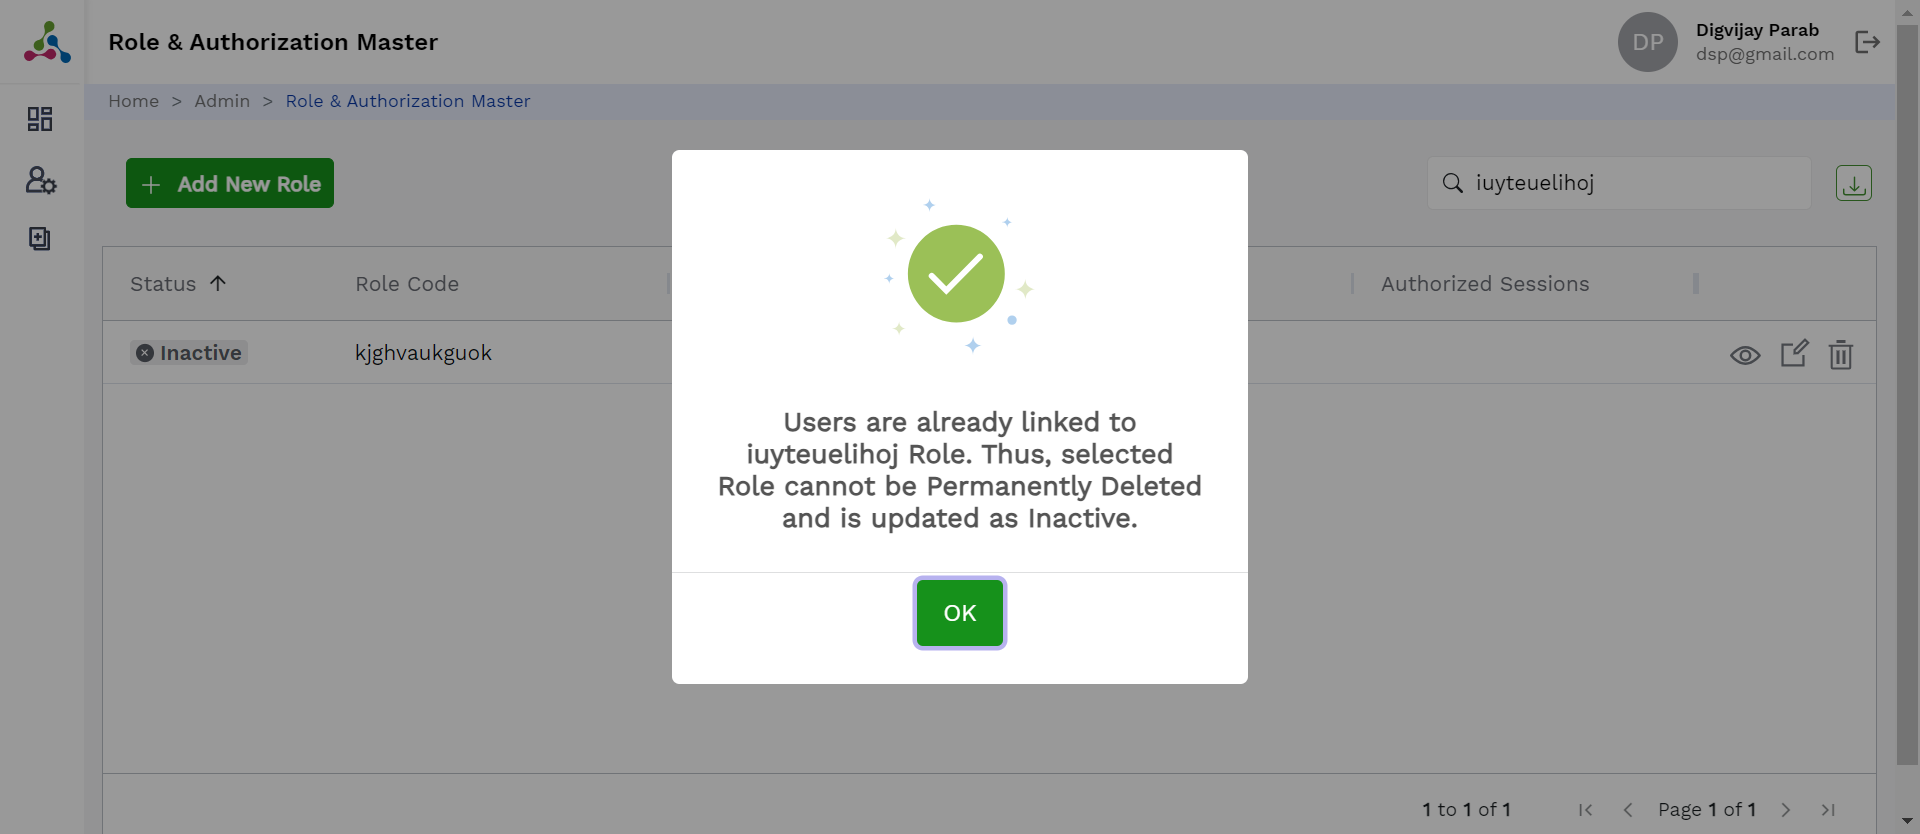 Role & Authorization Master
DP
Digvijay Parab
dsp@gmail.com
Home > Admin > Role & Authorization Master
+ Add New Role
iuyteuelihoj
Status ↑ Role Code Authorized Sessions
Inactive kjghvaukguok
Users are already linked to
iuyteuelihoj Role. Thus, selected
Role cannot be Permanently Deleted
and is updated as Inactive.
OK
1 to 1 of 1 Page 1 of 1